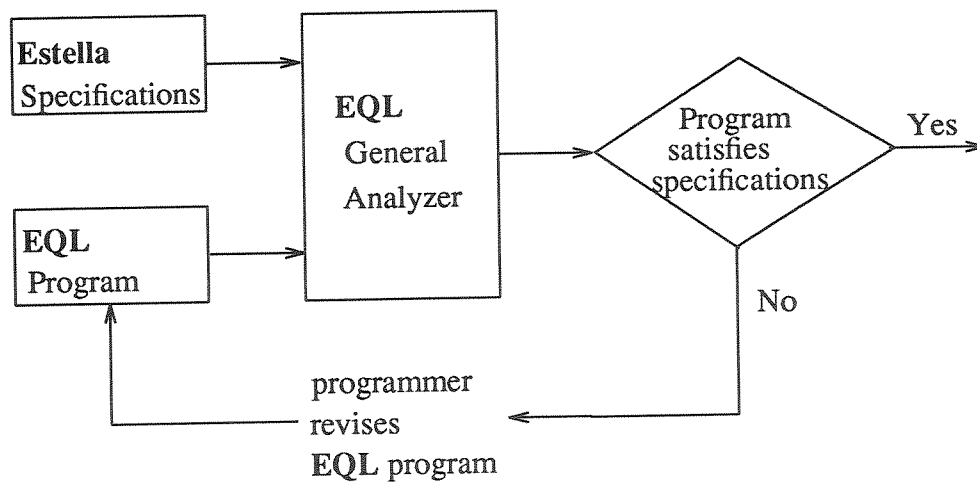 Estella
Specifications
EQL
Program
EQL
General
Analyzer
Program
satisfies
specifications
Yes
No
programmer
revises
EQL program